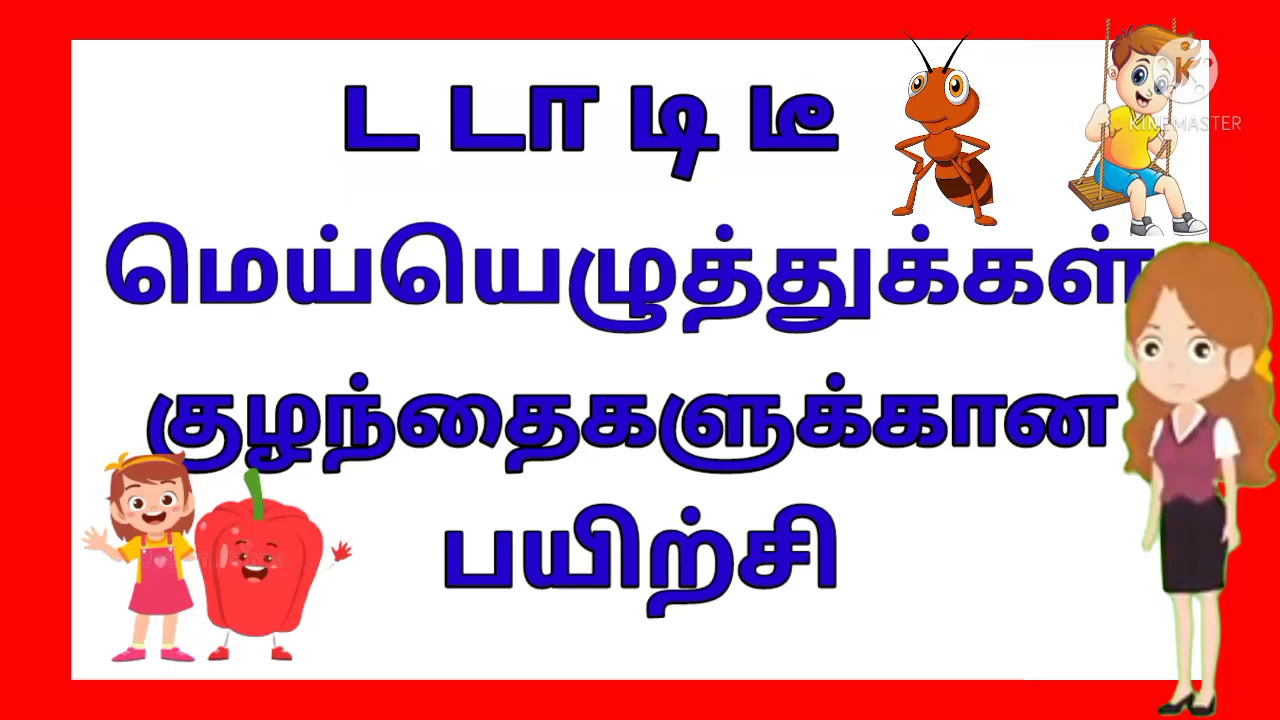 ட டா டி டீ
மெய்யெழுத்துக்கள்
குழந்தைகளுக்கான
பயிற்சி
KINEMASTER